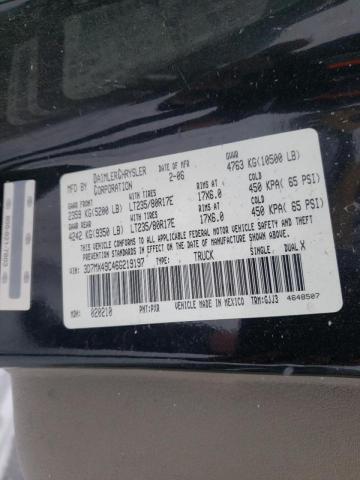 MFD BY DAIMLERCHRYSLER CORPORATION
DATE OF MFR 2-06
GVWR 4763 KG(10500 LB)
GAWR FRONT 2359 KG(5200 LB) WITH TIRES LT235/80R17E RIMS AT 17X6.0 COLD 450 KPA( 65 PSI)
GAWR REAR 4242 KG(9350 LB) WITH TIRES LT235/80R17E RIMS AT 17X6.0 COLD 450 KPA( 65 PSI)
THIS VEHICLE CONFORMS TO ALL APPLICABLE FEDERAL MOTOR VEHICLE SAFETY
STANDARDS IN EFFECT ON THE DATE OF MANUFACTURE SHOWN ABOVE
3D7MX49C46G219197 TYPE: TRUCK SINGLE: DUAL X
MDH: 020210 PNT:PXR VEHICLE MADE IN MEXICO TRM:GJJ3 4648507